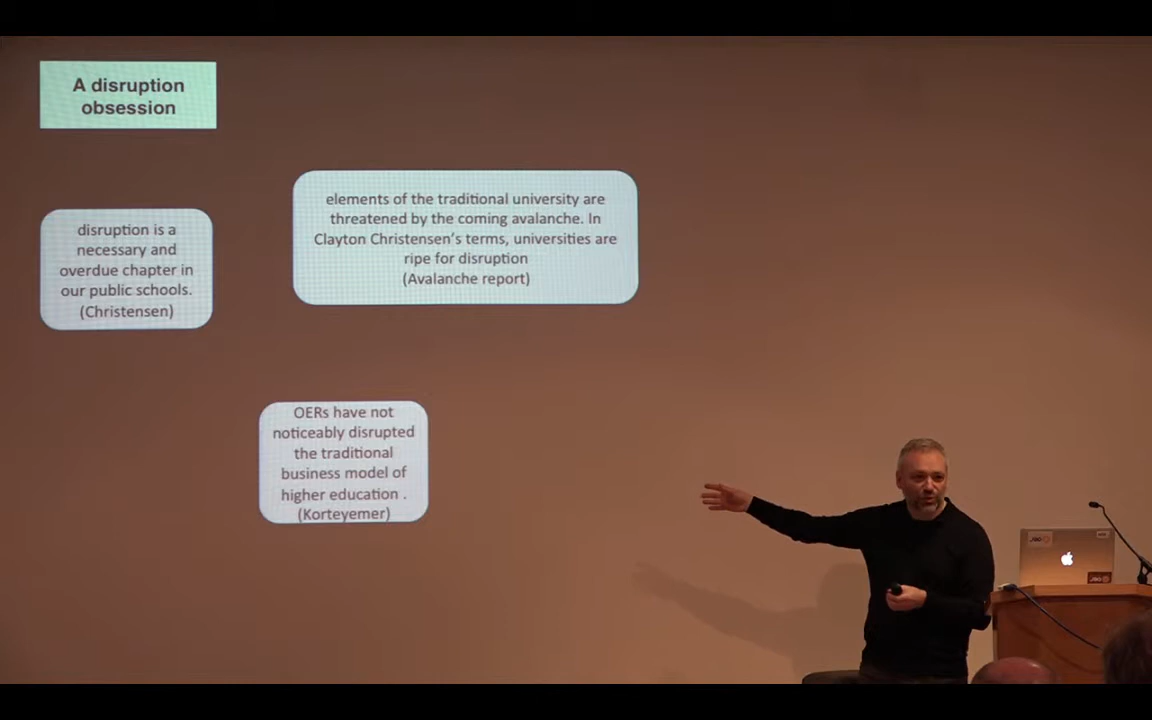 A disruption
obsession
disruption is a
necessary and
overdue chapter in
our public schools.
(Christensen)
elements of the traditional university are
threatened by the coming avalanche. In
Clayton Christensen's terms, universities are
ripe for disruption
(Avalanche report)
OERs have not
noticeably disrupted
the traditional
business model of
higher education .
(Korteyemer)